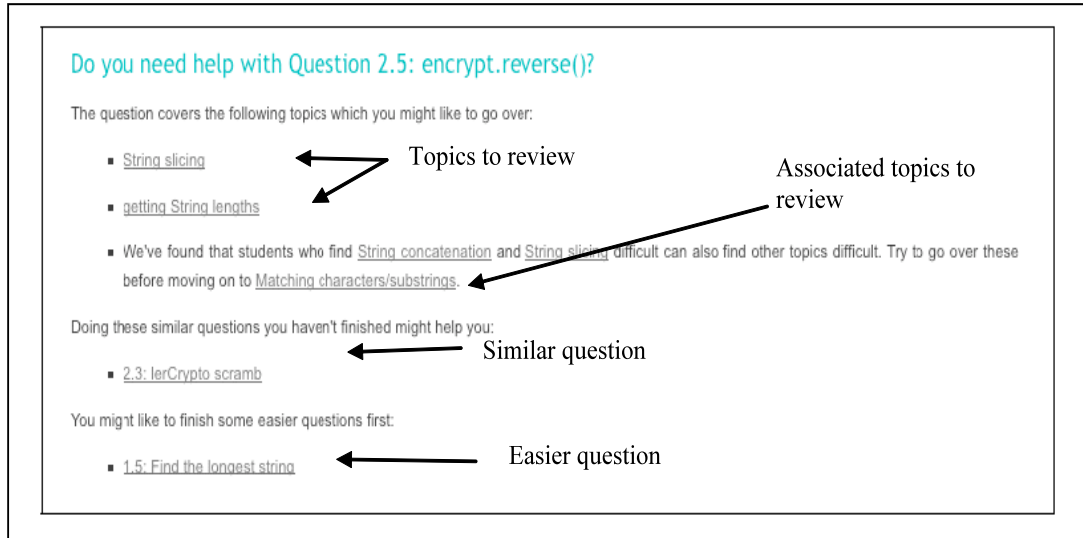 Do you need help with Question 2.5: encrypt.reverse()?
The question covers the following topics which you might like to go over:
String slicing
Topics to review
Associated topics to
review
getting String lengths
We've found that students who find String concatenation and String slicing difficult can also find other topics difficult. Try to go over these
before moving on to Matching characters/substrings.
Doing these similar questions you haven't finished might help you:
Similar question
2.3: lerCrypto scramb
You might like to finish some easier questions first:
Easier question
1.5: Find the longest string